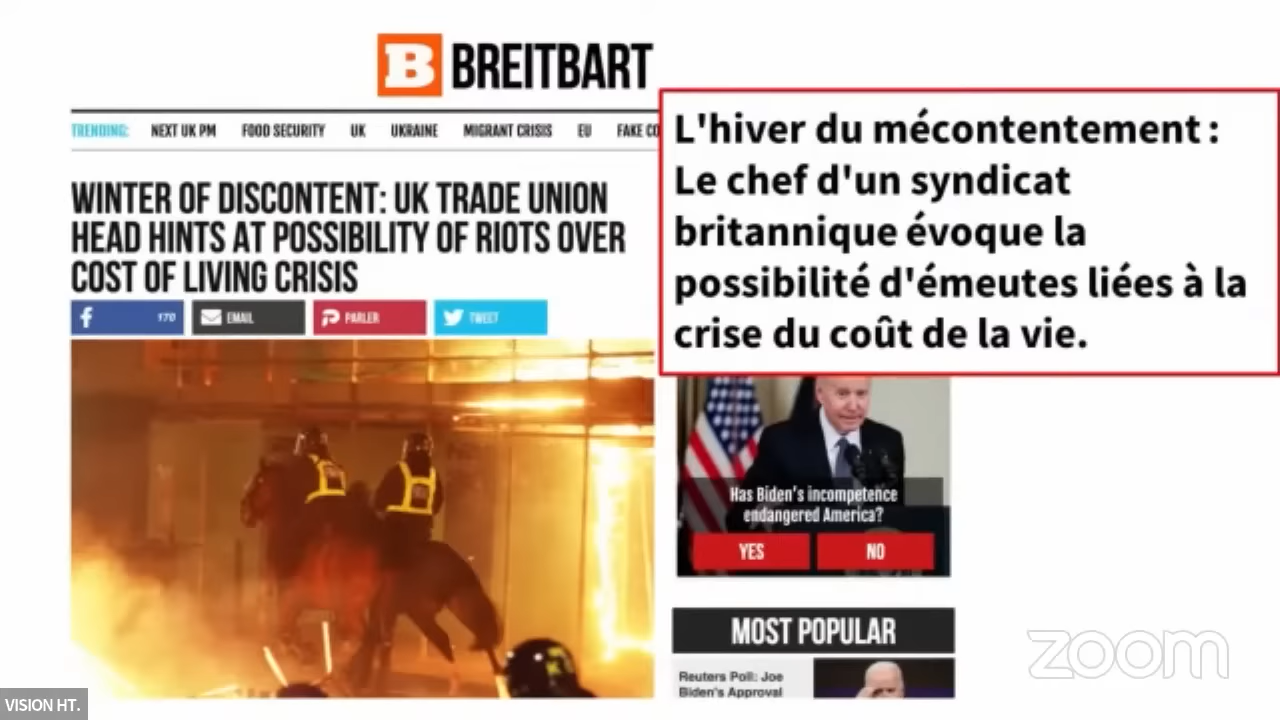 B BREITBART
TRENDING: NEXT UK PM FOOD SECURITY UK UKRAINE MIGRANT CRISIS EU FAKE CO
WINTER OF DISCONTENT: UK TRADE UNION
HEAD HINTS AT POSSIBILITY OF RIOTS OVER
COST OF LIVING CRISIS
f 170 EMAIL PARLER TWEET
L'hiver du mécontentement :
Le chef d'un syndicat
britannique évoque la
possibilité d'émeutes liées à la
crise du coût de la vie.
Has Biden's incompetence
endangered America?
YES NO
MOST POPULAR
Reuters Poll: Joe
Biden's Approval
zoom
VISION HT.